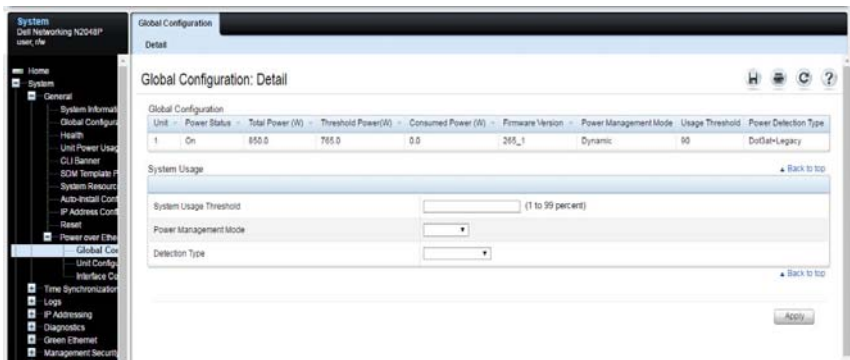 System
Dell Networking N2048P
user, r/w
Global Configuration
Detail
Home
System
General
System Informati
Global Configura
Health
Unit Power Usag
CLI Banner
SDM Template P
System Resourc
Auto-Install Conf
IP Address Conf
Reset
Power over Ethe
Global Con
Unit Configu
Interface Co
Time Synchronization
Logs
IP Addressing
Diagnostics
Green Ethernet
Management Securit
Global Configuration: Detail
Global Configuration
Unit Power Status Total Power (W) Threshold Power(W) Consumed Power (W) Firmware Version Power Management Mode Usage Threshold Power Detection Type
1 On 850.0 765.0 0.0 265_1 Dynamic 90 Dot3at+Legacy
System Usage
Back to top
System Usage Threshold (1 to 99 percent)
Power Management Mode
Detection Type
Back to top
Apply